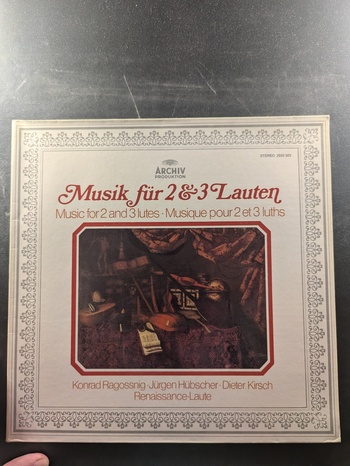 ARCHIV
PRODUKTION
Musik für 2 & 3 Lauten
Music for 2 and 3 lutes · Musique pour 2 et 3 luths
Konrad Ragossnig · Jürgen Hübscher · Dieter Kirsch
Renaissance-Laute